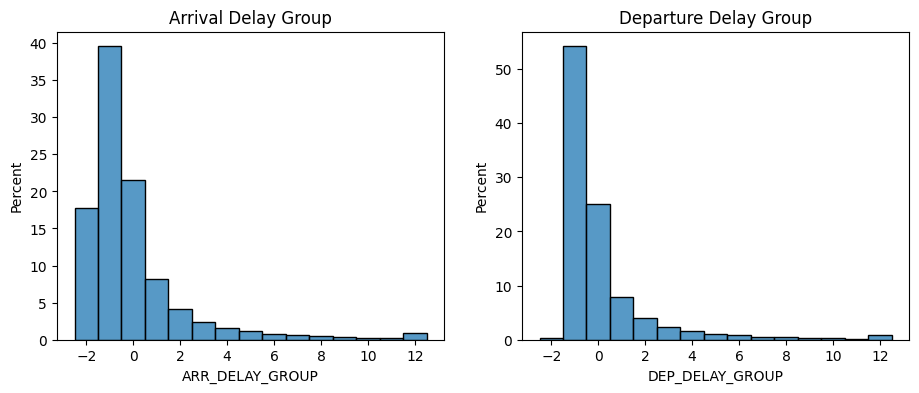 Arrival Delay Group
40
35
30
25
20
15
10
5
0
Percent
−2 0 2 4 6 8 10 12
ARR_DELAY_GROUP
Departure Delay Group
50
40
30
20
10
0
Percent
−2 0 2 4 6 8 10 12
DEP_DELAY_GROUP